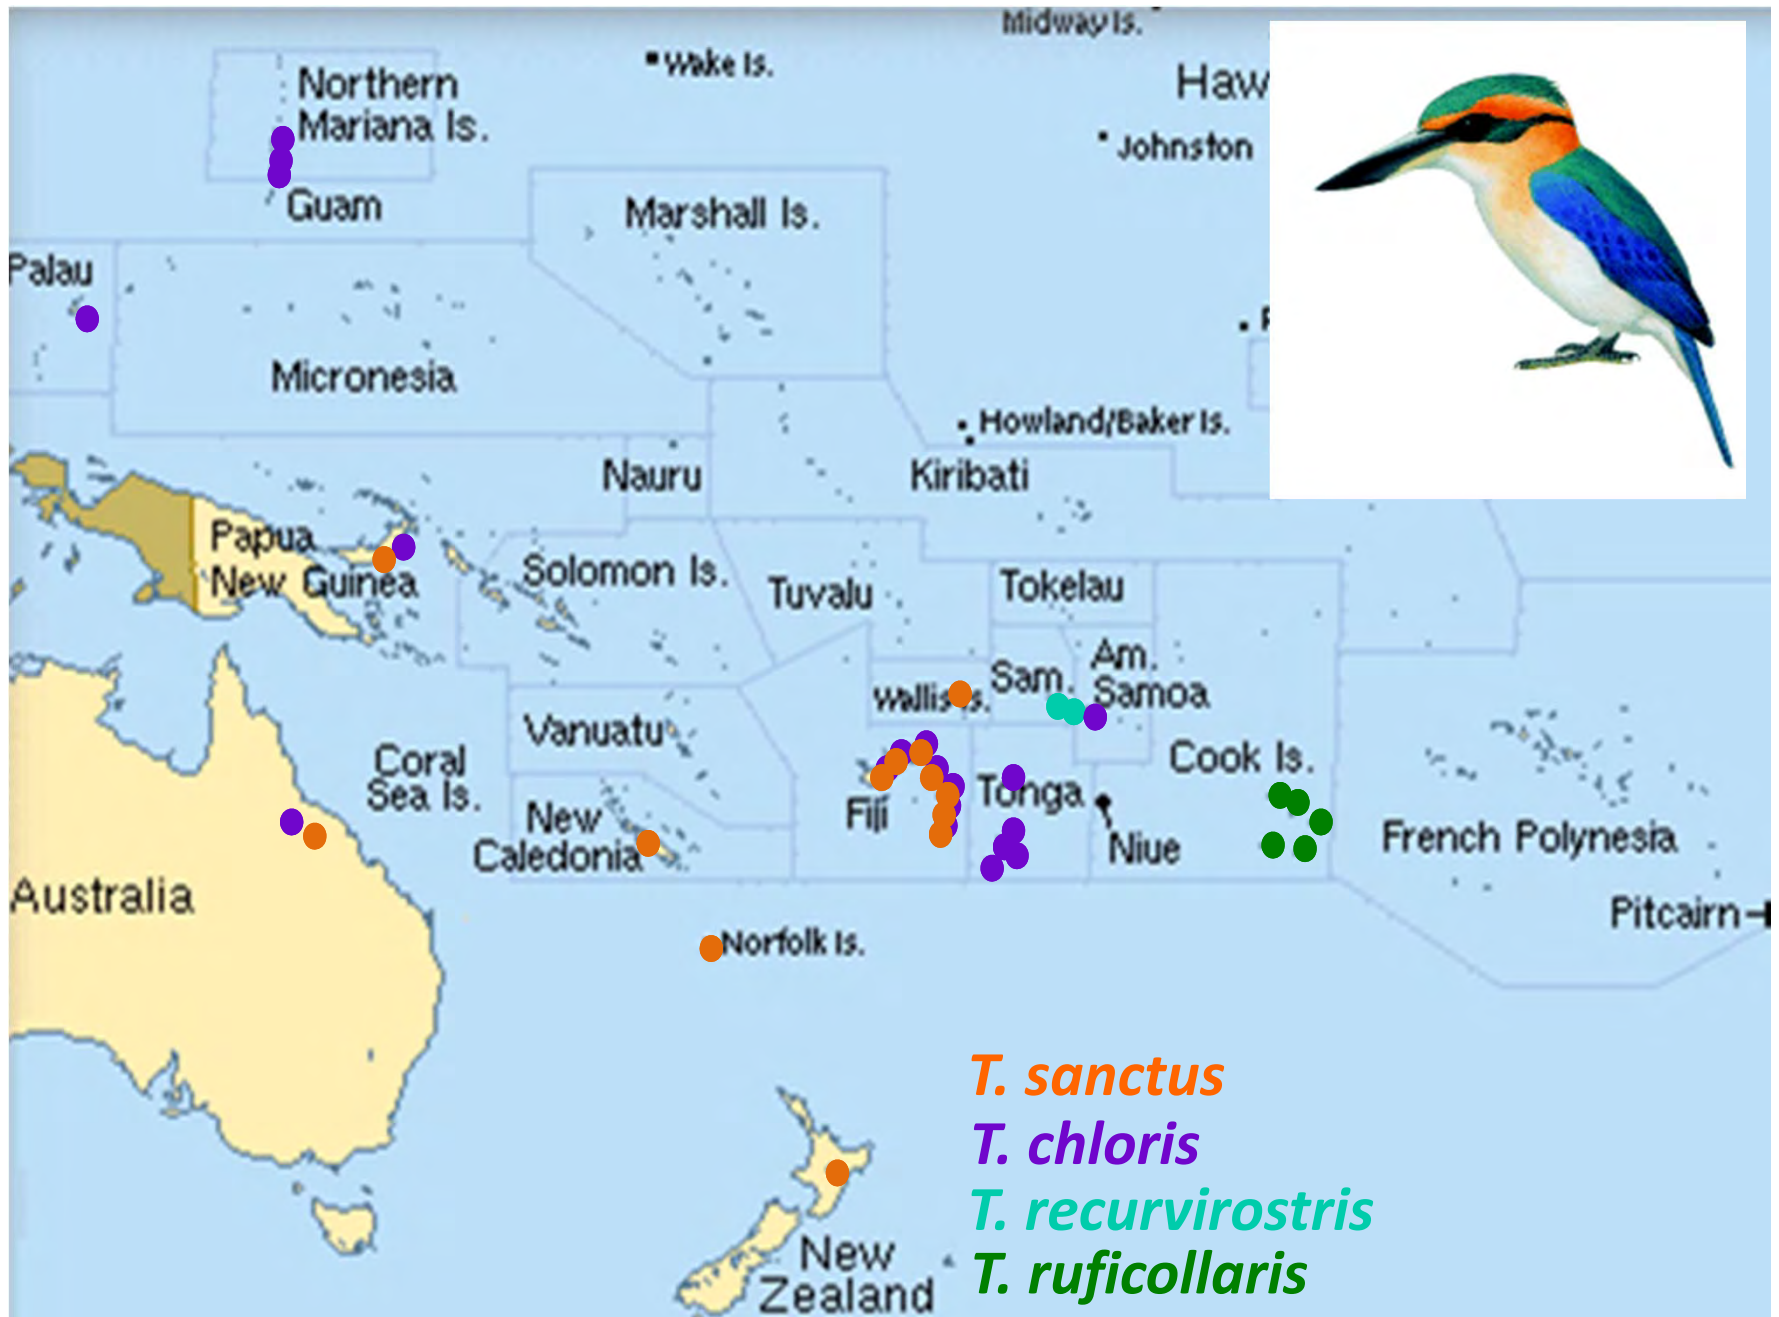 Midway Is.
Wake Is.
Haw
Northern
Mariana Is.
Johnston
Guam
Marshall Is.
Palau
Micronesia
Howland/Baker Is.
Nauru
Kiribati
Papua
New Guinea
Solomon Is.
Tuvalu
Tokelau
Am.
Samoa
Sam.
Wallis Is.
Vanuatu
Coral
Sea Is.
Cook Is.
Fiji
Tonga
New
Caledonia
Niue
French Polynesia
Australia
Pitcairn
Norfolk Is.
T. sanctus
T. chloris
T. recurvirostris
T. ruficollaris
New
Zealand